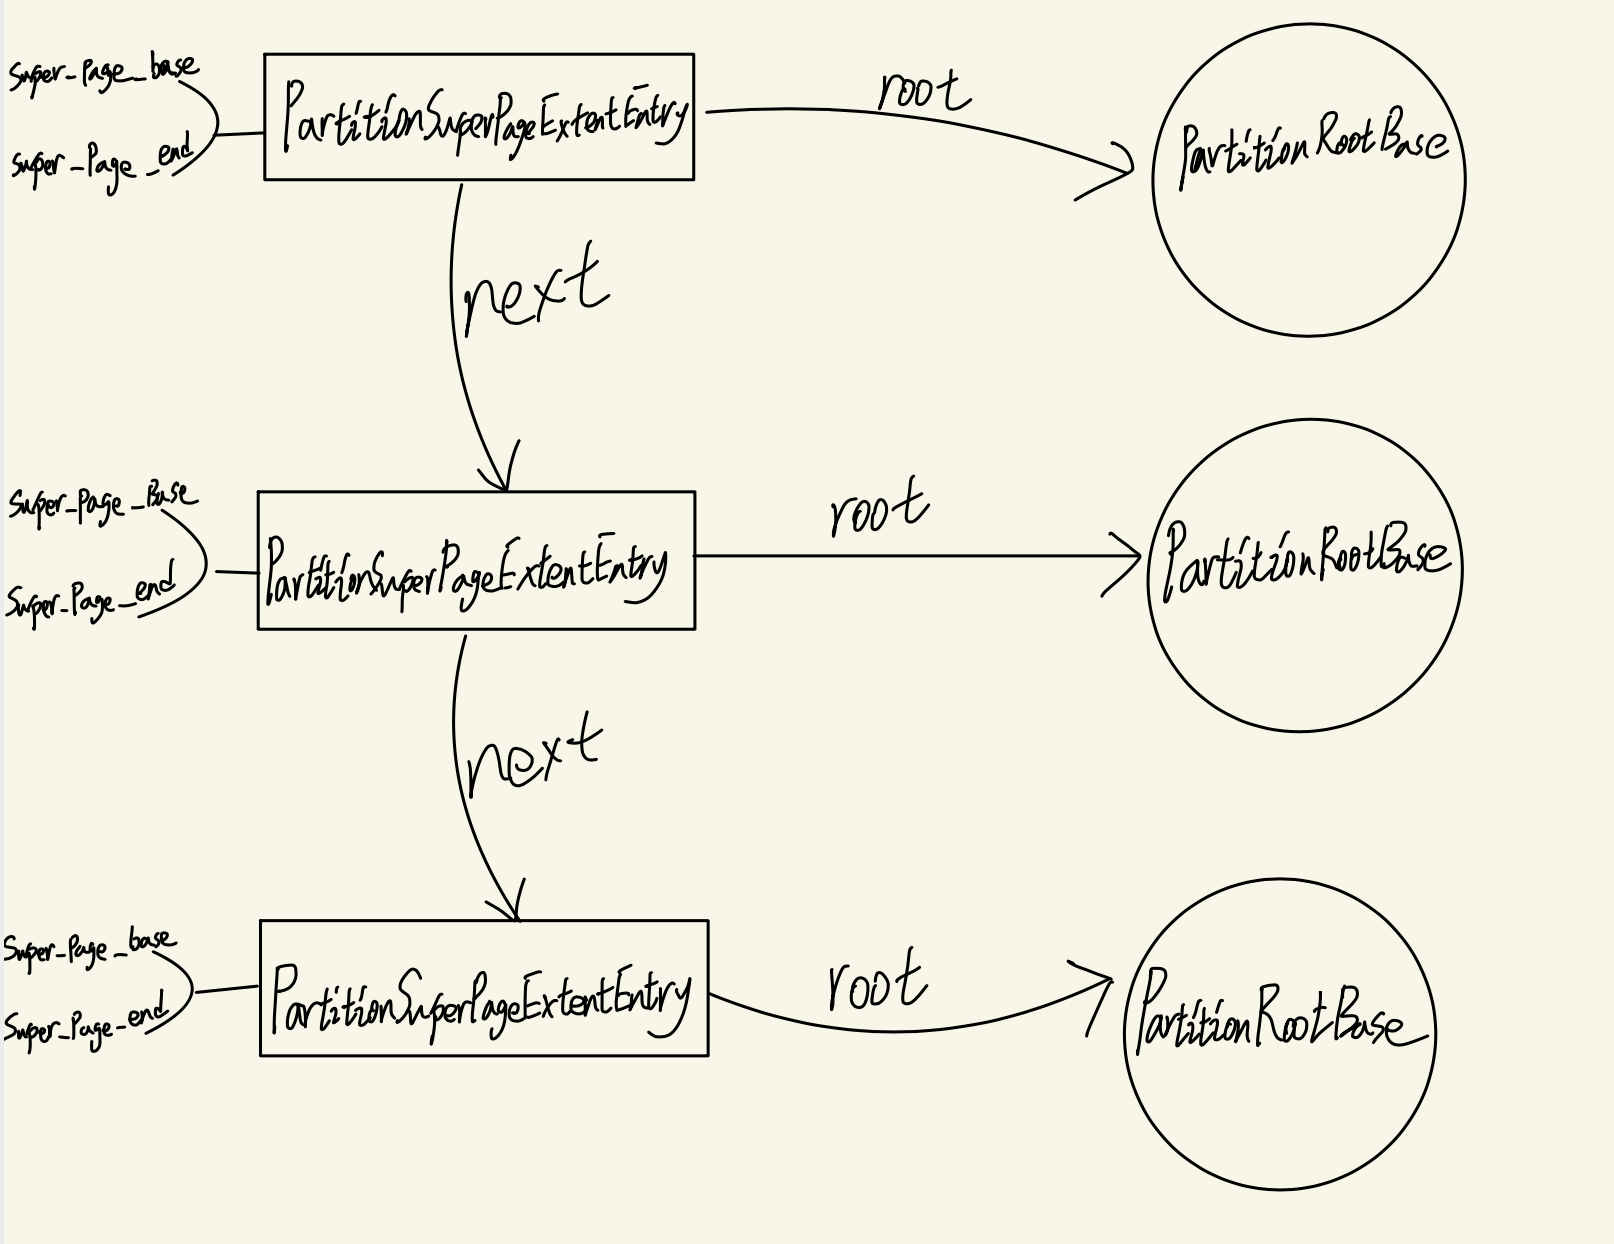 Super_Page_base
PartitionSuperPageExtentEntry
root
PartitionRootBase
super_Page_end
next
Super_Page_Base
PartitionSuperPageExtentEntry
root
PartitionRootBase
Super_Page_end
next
Super_Page_base
PartitionSuperPageExtentEntry
root
PartitionRootBase
Super_Page_end